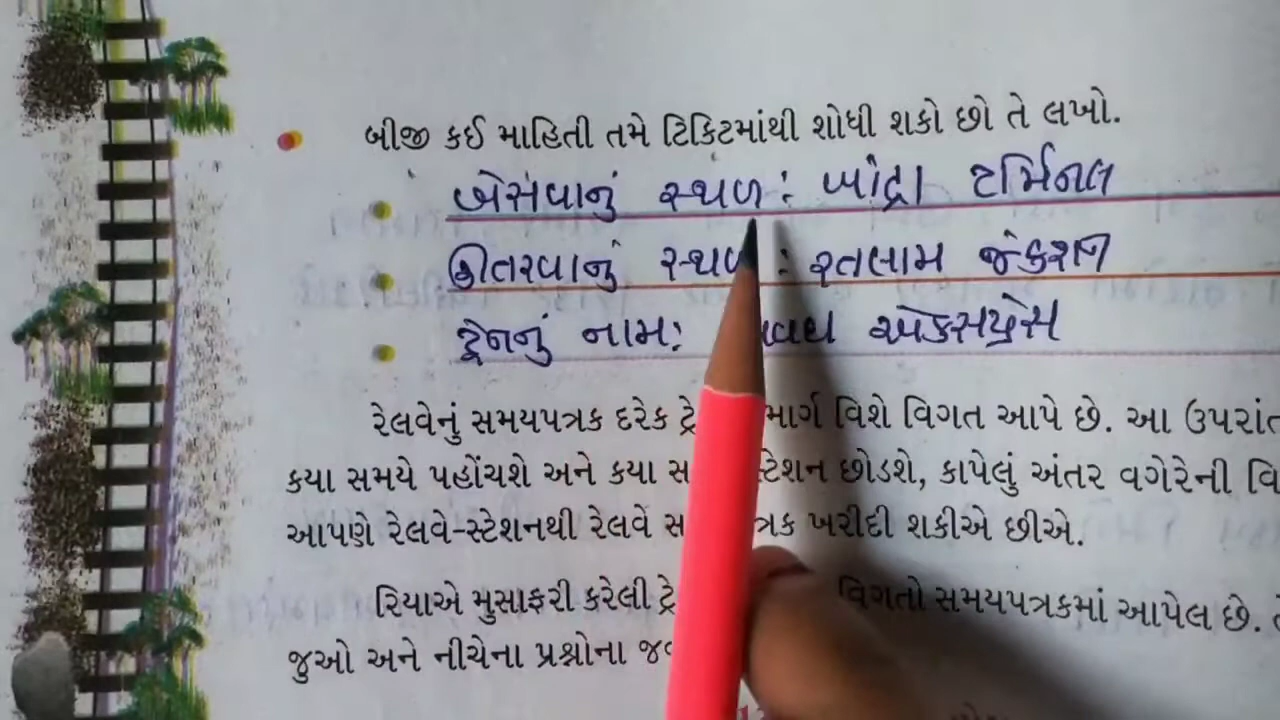 બીજી કઈ માહિતી તમે ટિકિટમાંથી શોધી શકો છો તે લખો.
બેસવાનું સ્થળ : બાંદ્રા ટર્મિનલ
ઊતરવાનું સ્થળ : રતલામ જંકશન
ટ્રેનનું નામ: એક્સપ્રેસ
રેલવેનું સમયપત્રક દરેક માર્ગ વિશે વિગત આપે છે. આ ઉપરાંત
કયા સમયે પહોંચશે અને કયા સ્ટેશન છોડશે, કાપેલું અંતર વગેરેની
આપણે રેલવે-સ્ટેશનથી રેલવે ખરીદી શકીએ છીએ.
રિયાએ મુસાફરી કરેલી વિગતો સમયપત્રકમાં આપેલ છે.
જુઓ અને નીચેના પ્રશ્નોના